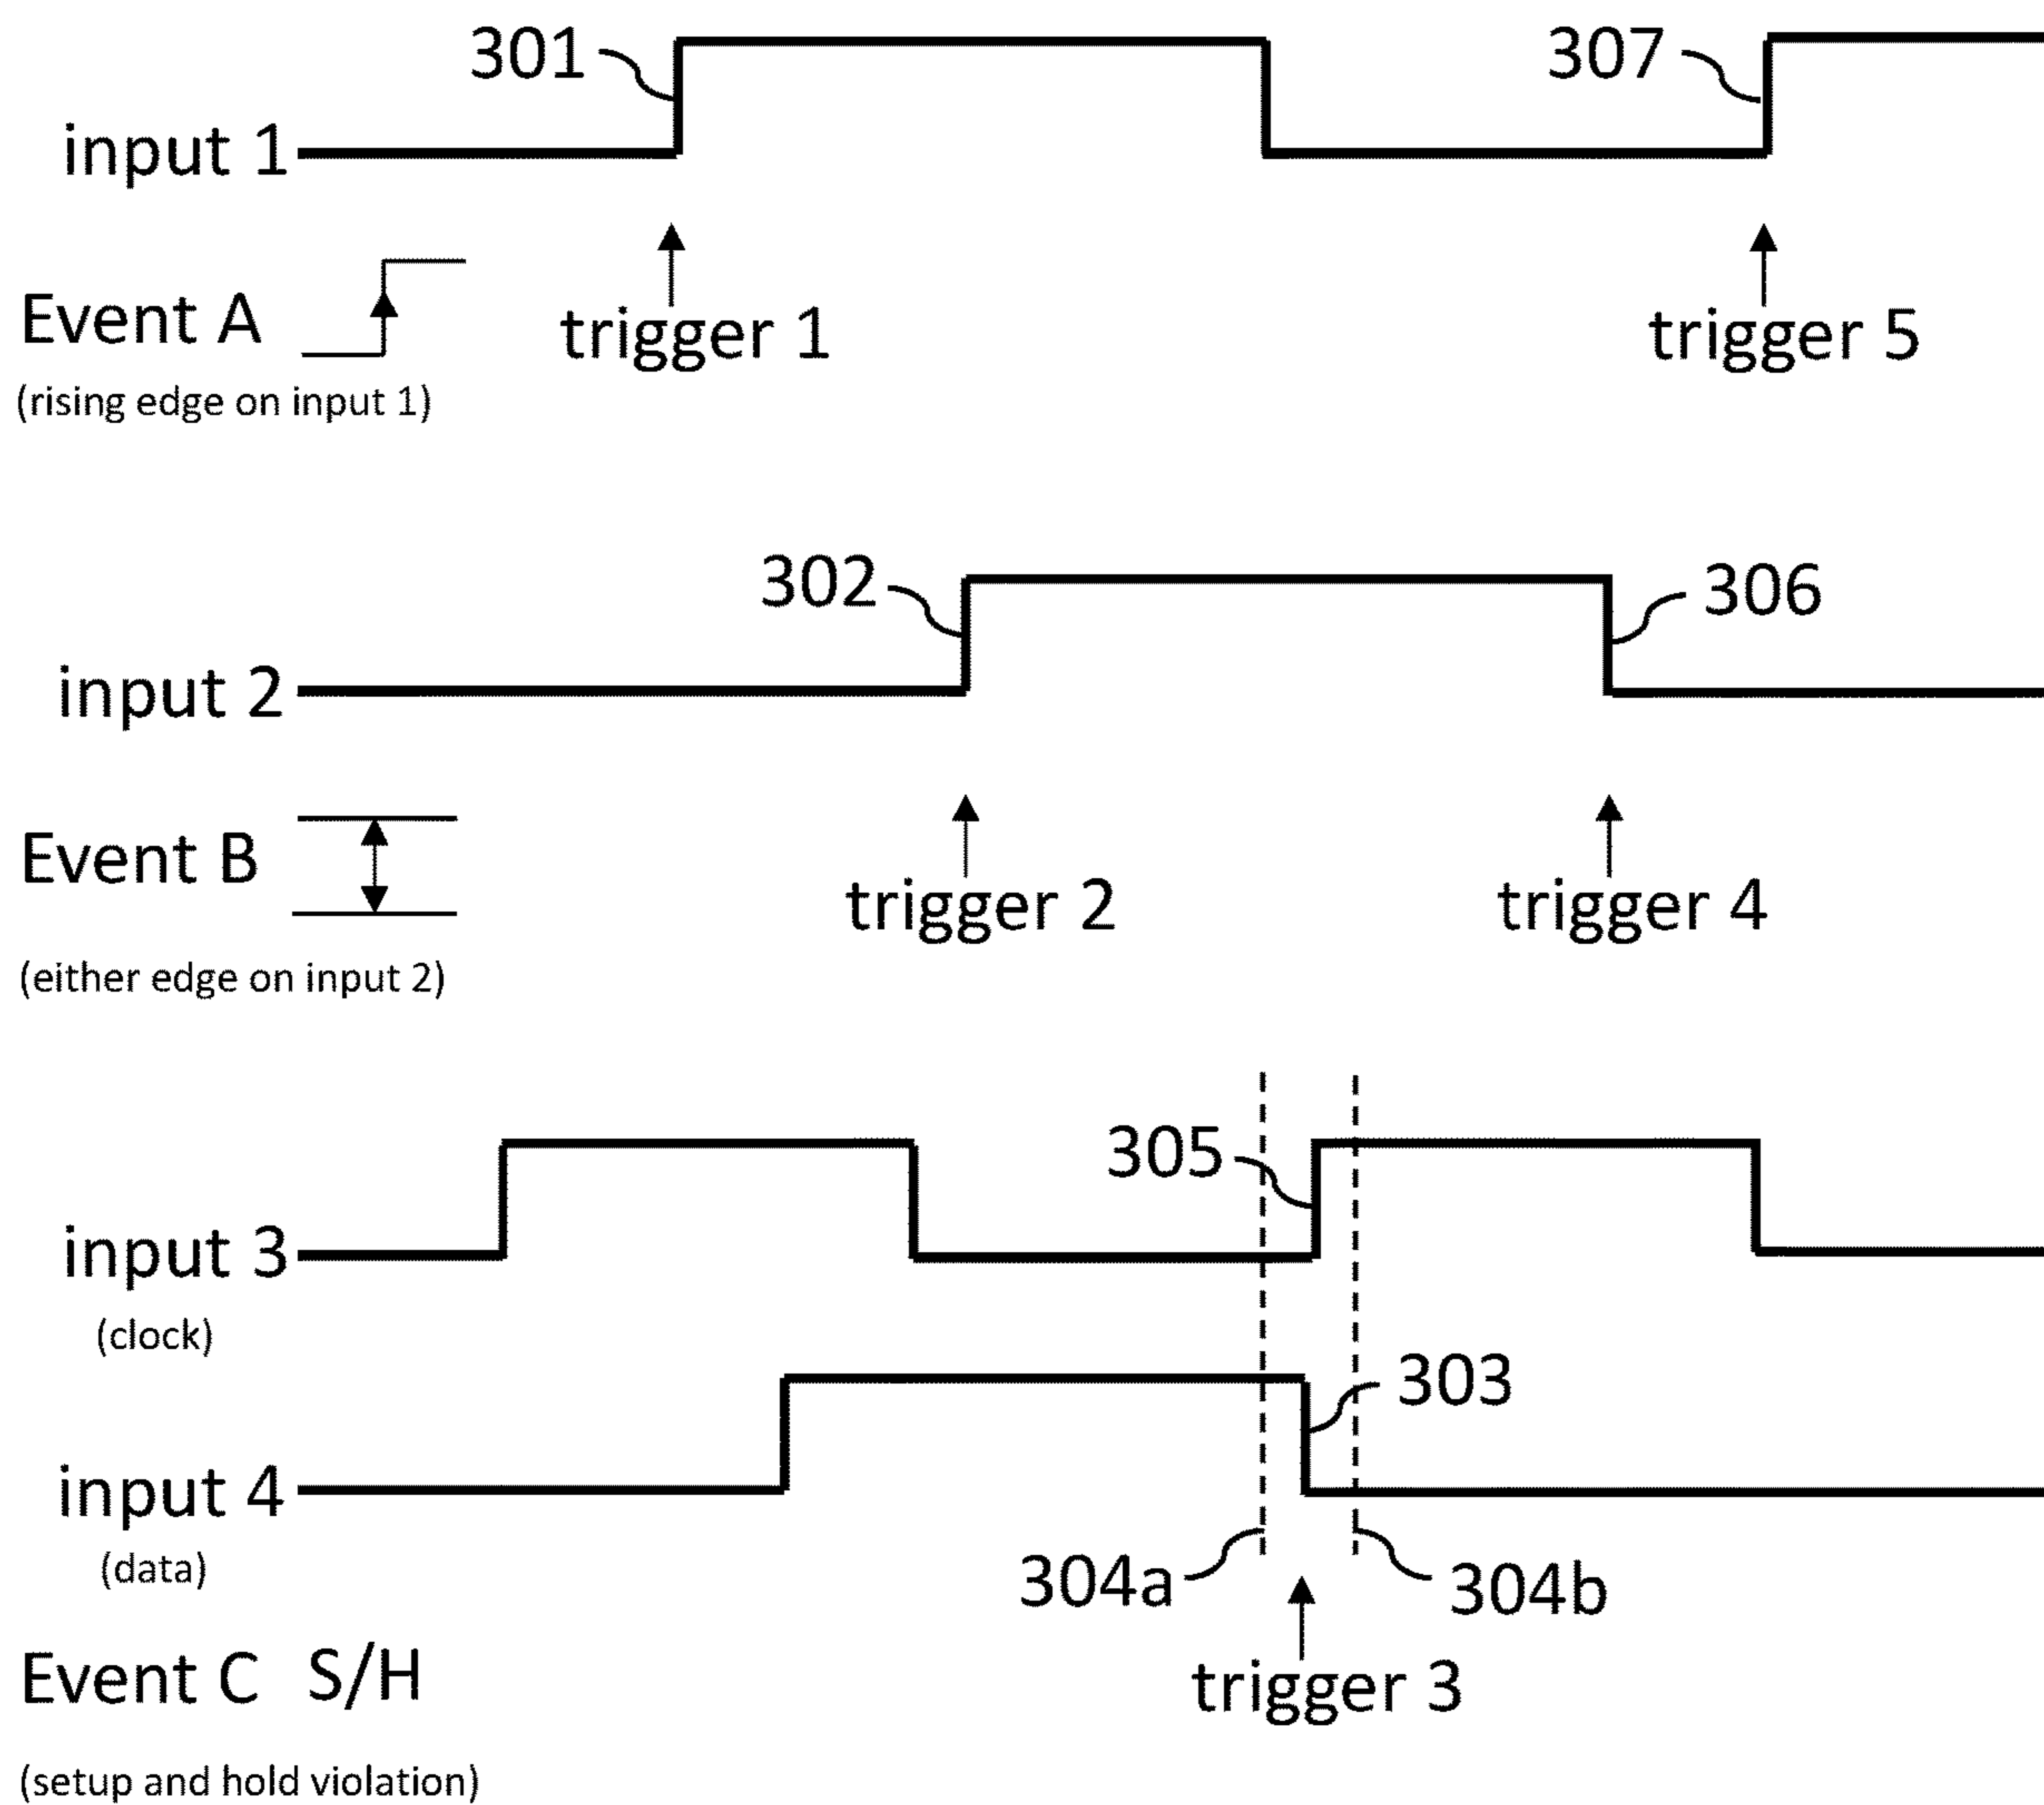 301
307
input 1
Event A
trigger 1
trigger 5
(rising edge on input 1)
302
306
input 2
Event B
trigger 2
trigger 4
(either edge on input 2)
305
input 3
(clock)
303
input 4
(data)
304a
304b
Event C S/H
trigger 3
(setup and hold violation)